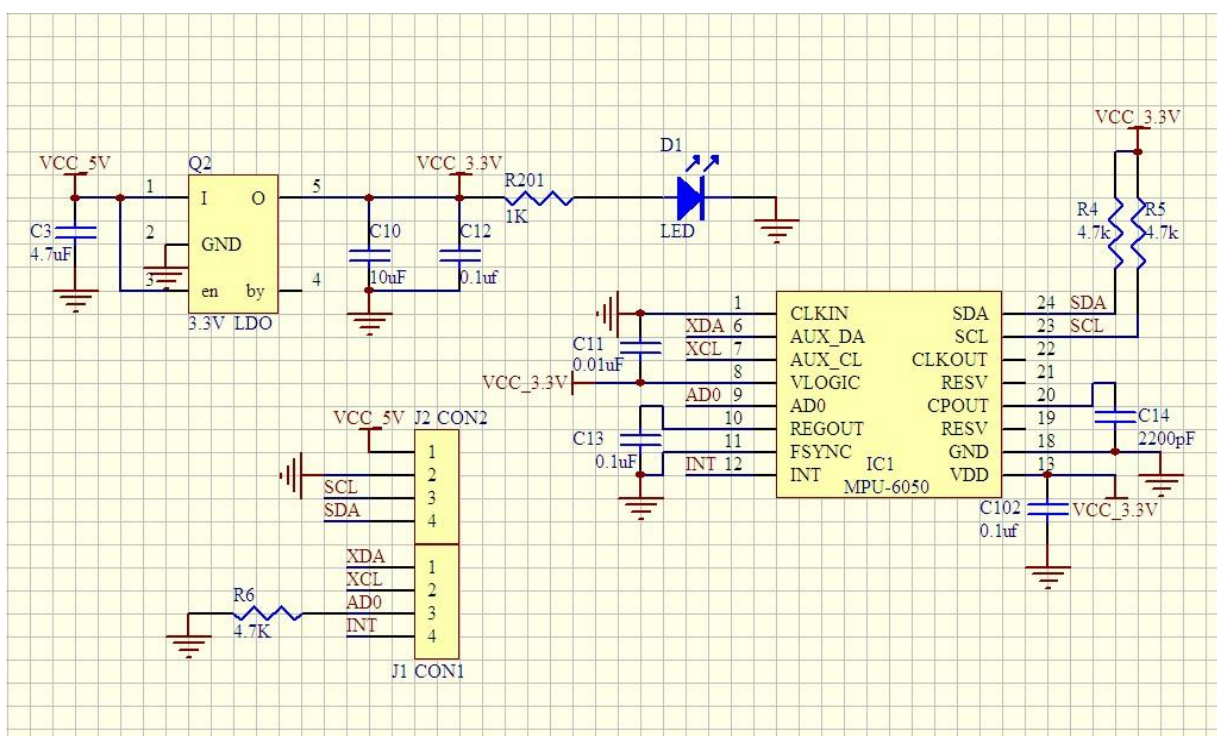 VCC_5V
Q2
1
I
O
5
2
GND
3
en
by
4
3.3V LDO
C3
4.7uF
VCC_3.3V
C10
10uF
C12
0.1uf
R201
1K
D1
LED
VCC_3.3V
R4
4.7k
R5
4.7k
1 CLKIN
XDA 6 AUX_DA
XCL 7 AUX_CL
8 VLOGIC
AD0 9 AD0
10 REGOUT
11 FSYNC
INT 12 INT
SDA 24 SDA
SCL 23 SCL
CLKOUT 22
RESV 21
CPOUT 20
RESV 19
GND 18
VDD 13
IC1
MPU-6050
C11
0.01uF
VCC_3.3V
C13
0.1uF
C14
2200pF
C102
0.1uf
VCC_3.3V
VCC_5V
J2 CON2
1
2
SCL 3
SDA 4
XDA 1
XCL 2
AD0 3
INT 4
R6
4.7K
J1 CON1